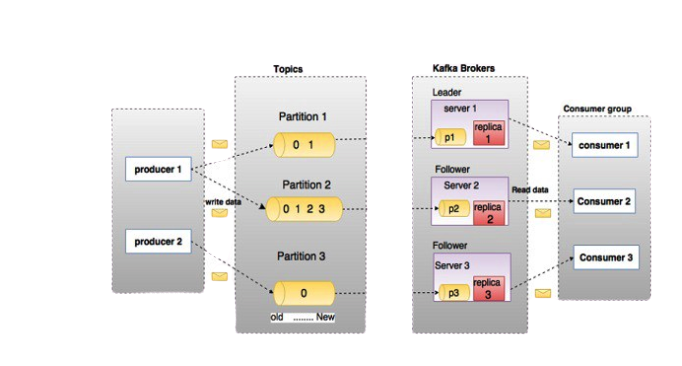 Topics
Kafka Brokers
Leader
server 1
Consumer group
Partition 1
replica
1
p1
0 1
consumer 1
producer 1
Follower
Partition 2
Server 2
Read data
write data
0 1 2 3
p2
replica
2
Consumer 2
producer 2
Follower
Partition 3
Server 3
Consumer 3
replica
3
0
p3
old ........ New